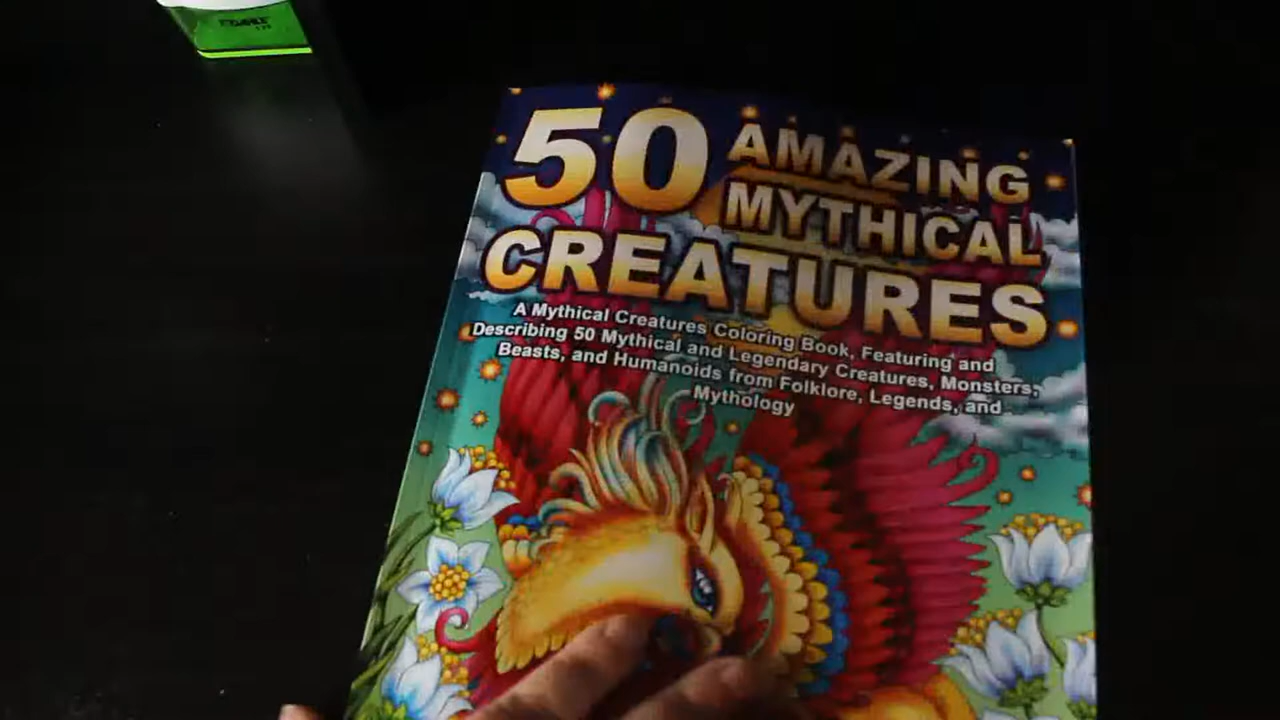 50 AMAZING
MYTHICAL
CREATURES
A Mythical Creatures Coloring Book, Featuring and
Describing 50 Mythical and Legendary Creatures, Monsters,
Beasts, and Humanoids from Folklore, Legends, and
Mythology